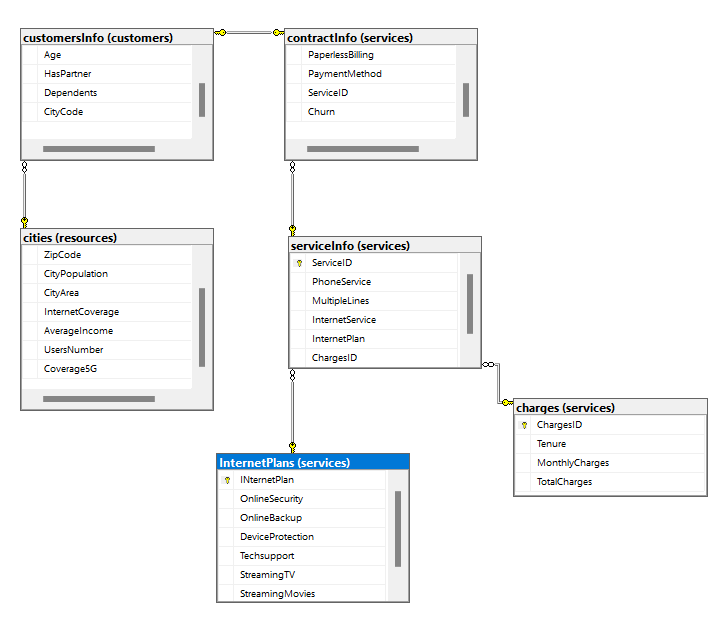 customersInfo (customers)
Age
HasPartner
Dependents
CityCode
contractInfo (services)
PaperlessBilling
PaymentMethod
ServiceID
Churn
cities (resources)
ZipCode
CityPopulation
CityArea
InternetCoverage
AverageIncome
UsersNumber
Coverage5G
serviceInfo (services)
ServiceID
PhoneService
MultipleLines
InternetService
InternetPlan
ChargesID
charges (services)
ChargesID
Tenure
MonthlyCharges
TotalCharges
InternetPlans (services)
INternetPlan
OnlineSecurity
OnlineBackup
DeviceProtection
Techsupport
StreamingTV
StreamingMovies